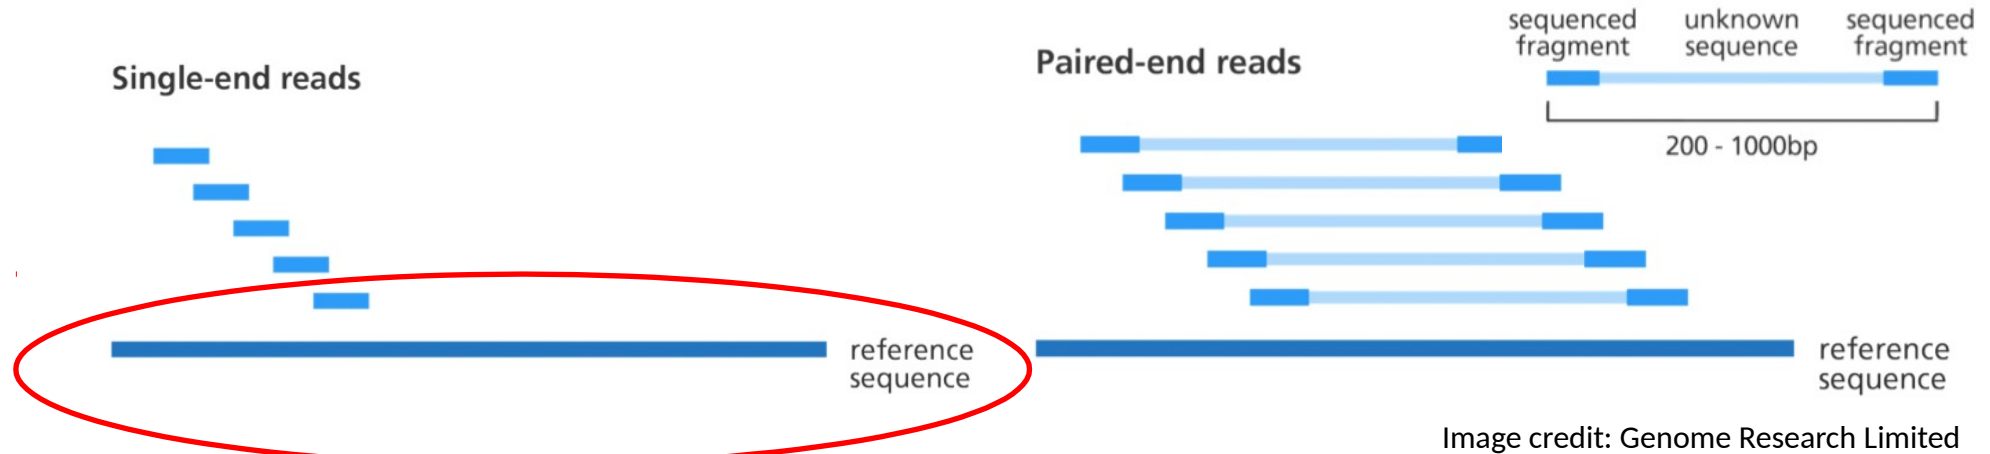 Single-end reads
reference
sequence
Paired-end reads
sequenced
fragment
unknown
sequence
sequenced
fragment
200 - 1000bp
reference
sequence
Image credit: Genome Research Limited